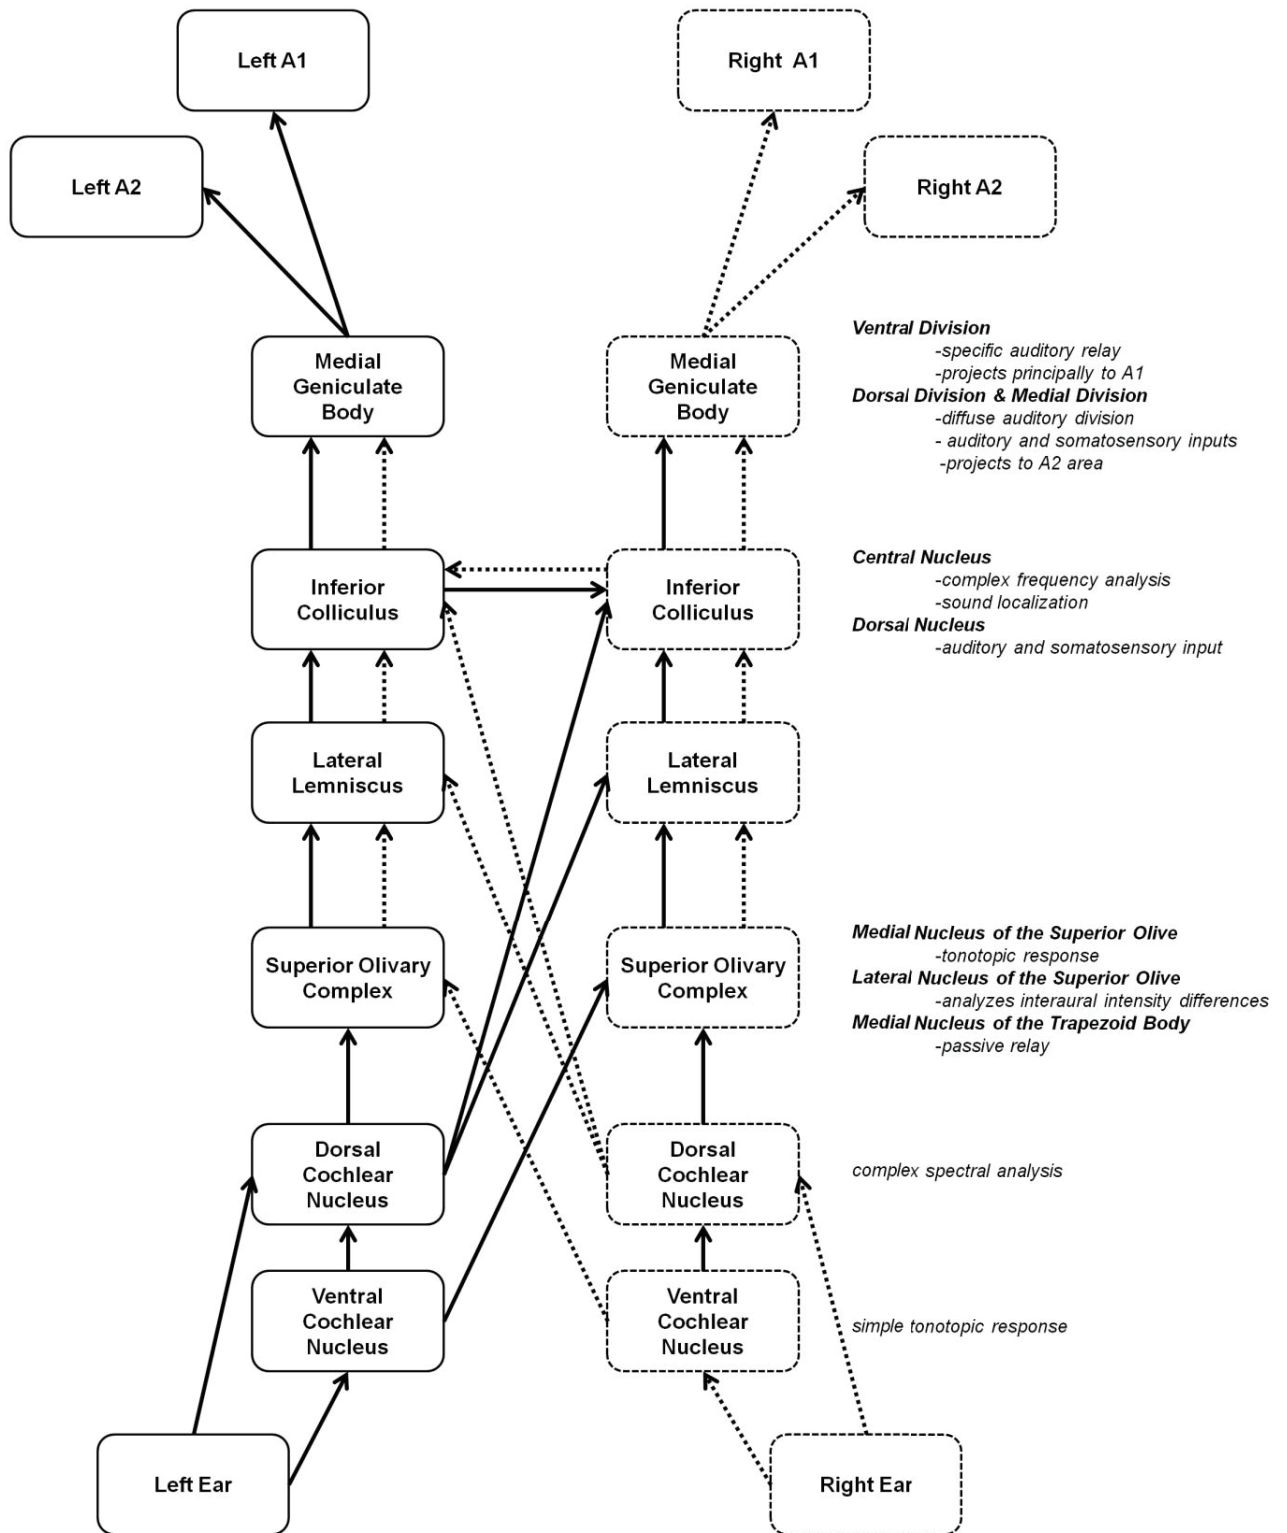 Left A1
Right A1
Left A2
Right A2
Medial
Geniculate
Body
Medial
Geniculate
Body
Ventral Division
-specific auditory relay
-projects principally to A1
Dorsal Division & Medial Division
-diffuse auditory division
- auditory and somatosensory inputs
-projects to A2 area
Inferior
Colliculus
Inferior
Colliculus
Central Nucleus
-complex frequency analysis
-sound localization
Dorsal Nucleus
-auditory and somatosensory input
Lateral
Lemniscus
Lateral
Lemniscus
Superior Olivary
Complex
Superior Olivary
Complex
Medial Nucleus of the Superior Olive
-tonotopic response
Lateral Nucleus of the Superior Olive
-analyzes interaural intensity differences
Medial Nucleus of the Trapezoid Body
-passive relay
Dorsal
Cochlear
Nucleus
Dorsal
Cochlear
Nucleus
complex spectral analysis
Ventral
Cochlear
Nucleus
Ventral
Cochlear
Nucleus
simple tonotopic response
Left Ear
Right Ear